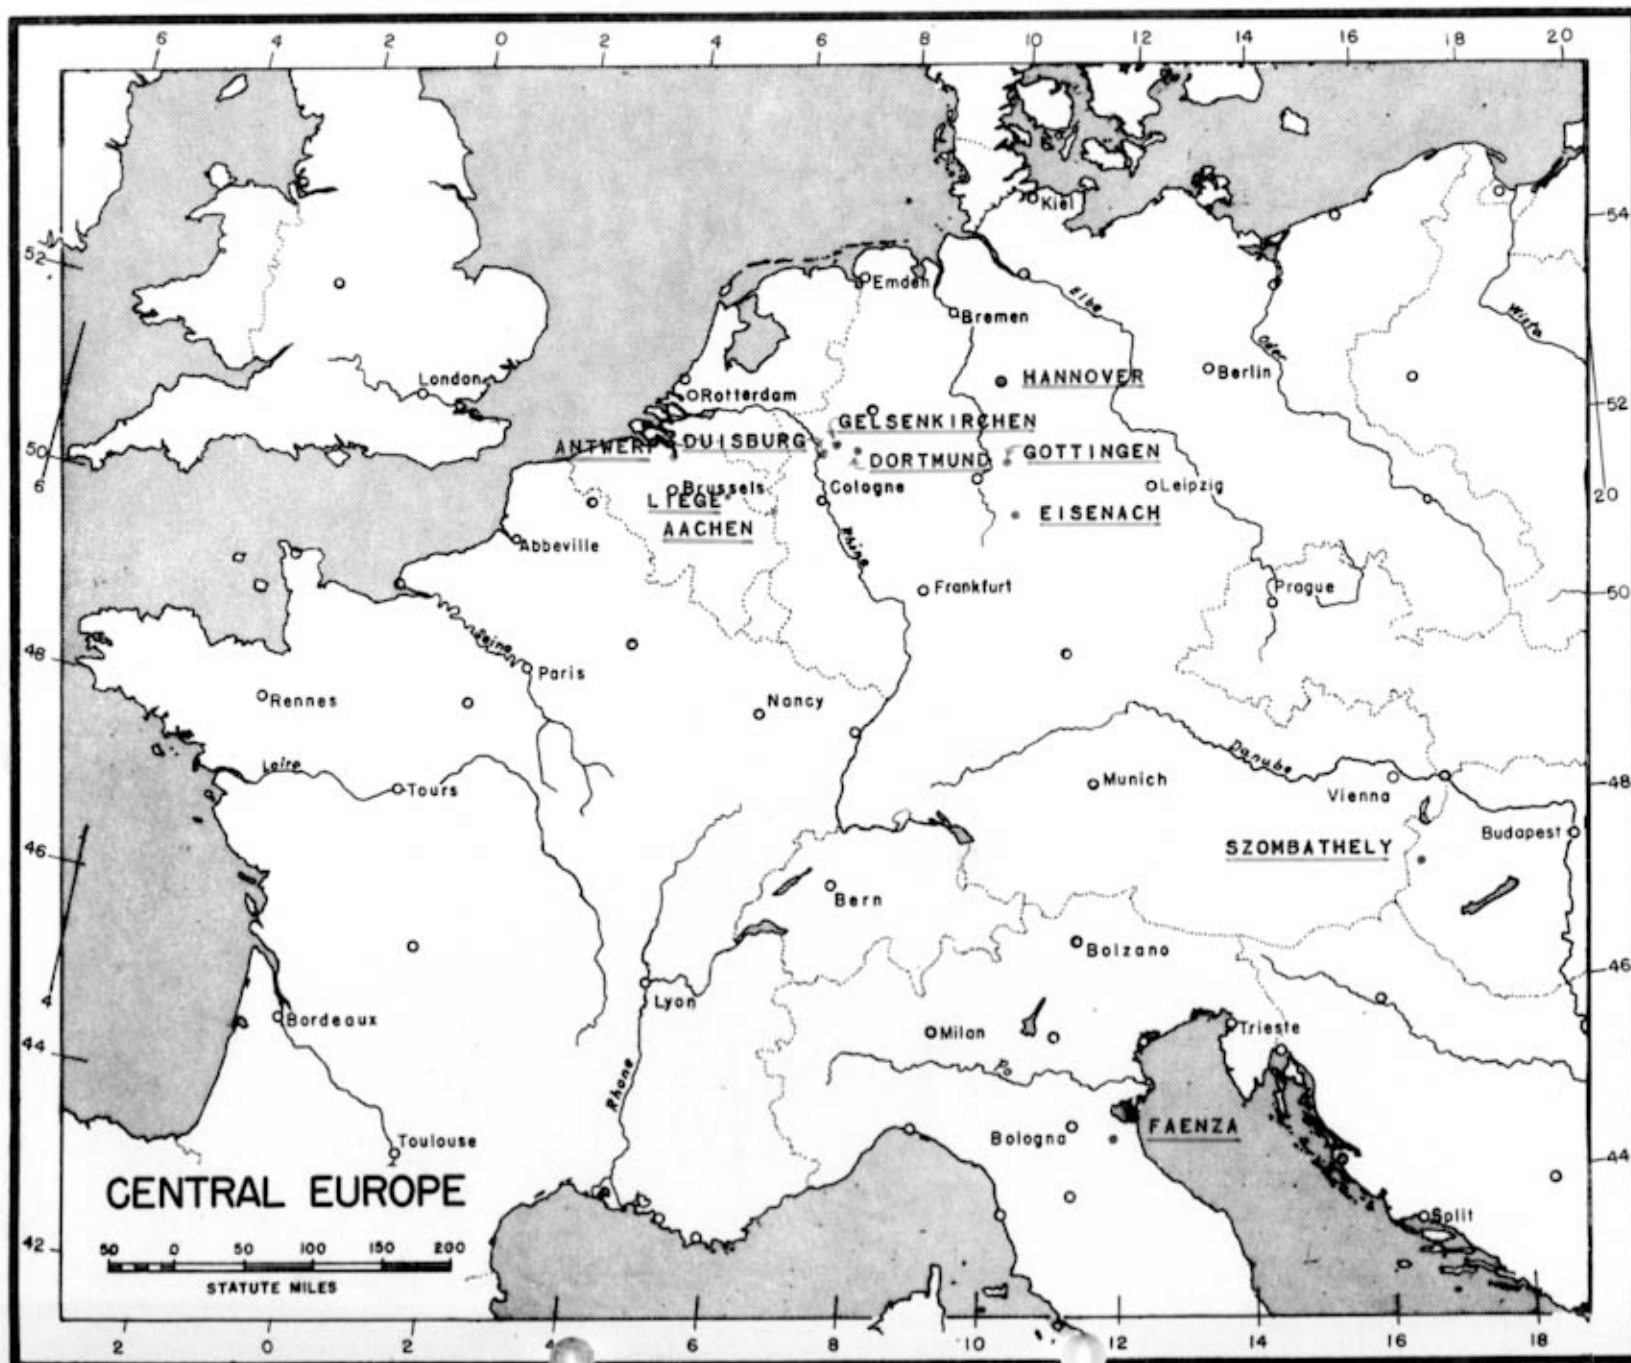 6 4 2 0 2 4 6 8 10 12 14 16 18 20
Kiel
54
52
Emden
Elbe
Bremen
Wisła
Oder
London
HANNOVER
Berlin
Rotterdam
GELSENKIRCHEN
52
ANTWERP
DUISBURG
DORTMUND
GOTTINGEN
50
6
Brussels
Cologne
Leipzig
20
LIEGE
EISENACH
AACHEN
Abbeville
Rhine
Frankfurt
Prague
50
Seine
48
Paris
Rennes
Nancy
Loire
Danube
Tours
Munich
Vienna
48
Budapest
SZOMBATHELY
46
Bern
Bolzano
46
4
Lyon
Bordeaux
Milan
Trieste
44
Po
Rhone
Toulouse
Bologna
FAENZA
44
CENTRAL EUROPE
Split
42
50 0 50 100 150 200
STATUTE MILES
2 0 2 4 6 8 10 12 14 16 18